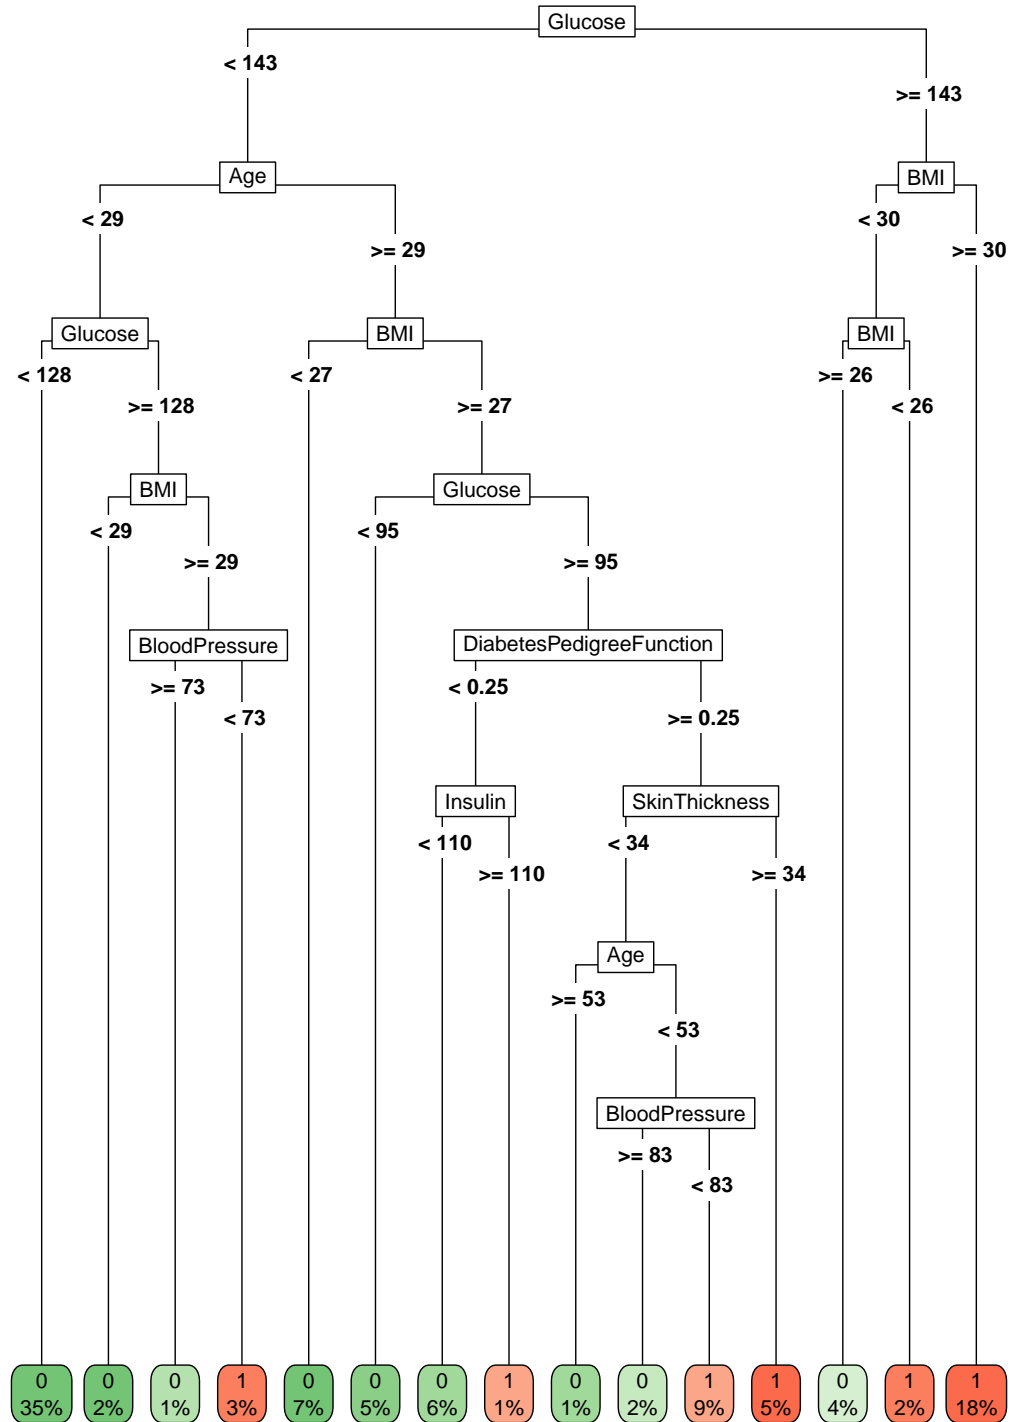 Glucose
< 143
>= 143
Age
BMI
< 29
>= 29
< 30
>= 30
Glucose
BMI
BMI
< 128
>= 128
< 27
>= 27
>= 26
< 26
BMI
Glucose
< 29
>= 29
< 95
>= 95
BloodPressure
DiabetesPedigreeFunction
>= 73
< 73
< 0.25
>= 0.25
Insulin
SkinThickness
< 110
>= 110
< 34
>= 34
Age
>= 53
< 53
BloodPressure
>= 83
< 83
0 0 0 1 0 0 0 1 0 0 1 1 0 1 1
35% 2% 1% 3% 7% 5% 6% 1% 1% 2% 9% 5% 4% 2% 18%